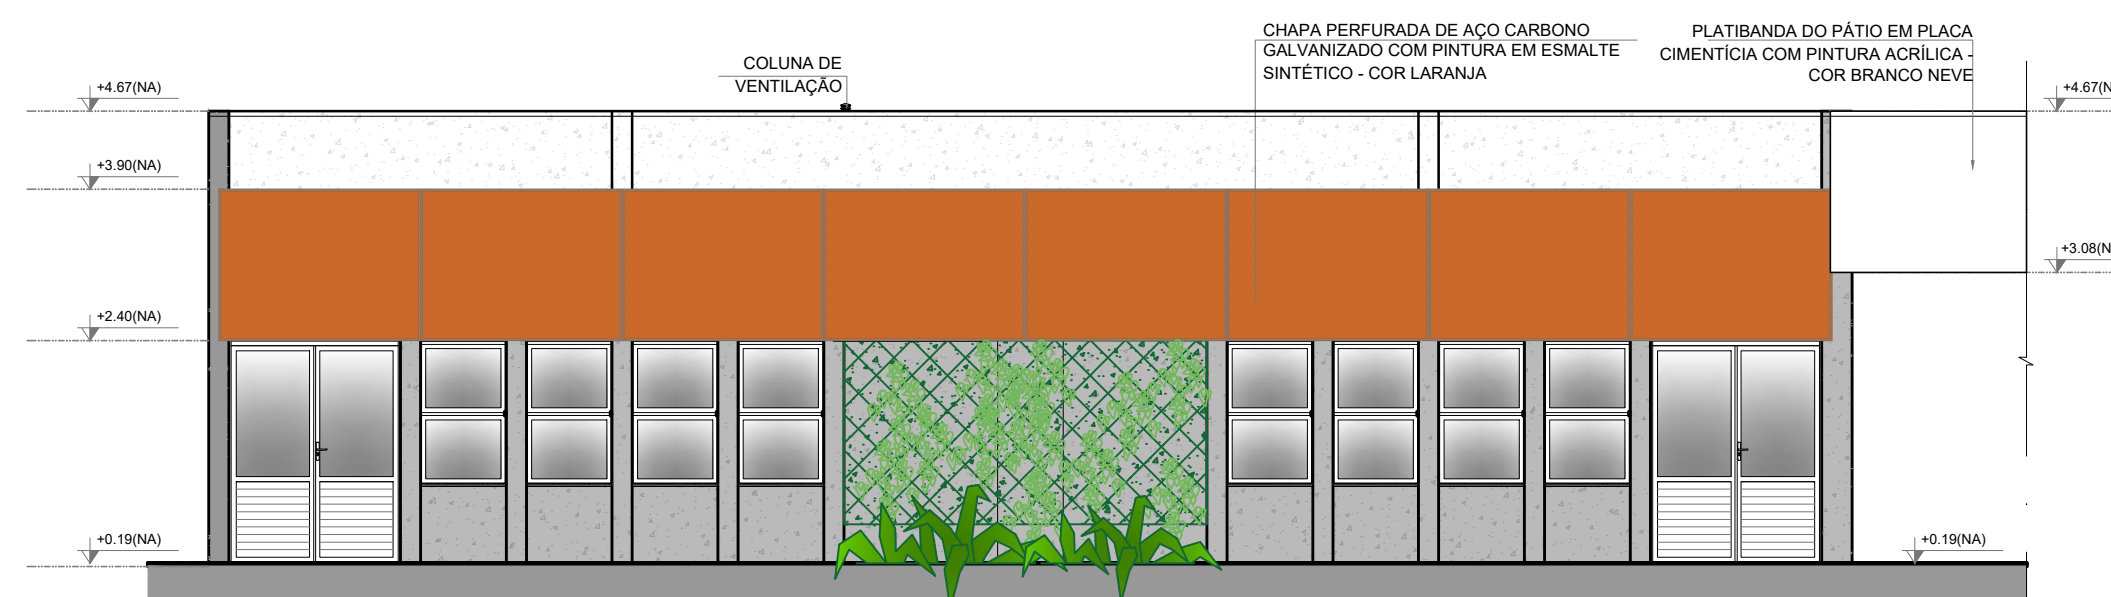 CHAPA PERFURADA DE AÇO CARBONO
GALVANIZADO COM PINTURA EM ESMALTE
SINTÉTICO - COR LARANJA
PLATIBANDA DO PÁTIO EM PLACA
CIMENTÍCIA COM PINTURA ACRÍLICA -
COR BRANCO NEVE
COLUNA DE
VENTILAÇÃO
+4.67(NA)
+4.67(N
+3.90(NA)
+3.08(N
+2.40(NA)
+0.19(NA)
+0.19(NA)